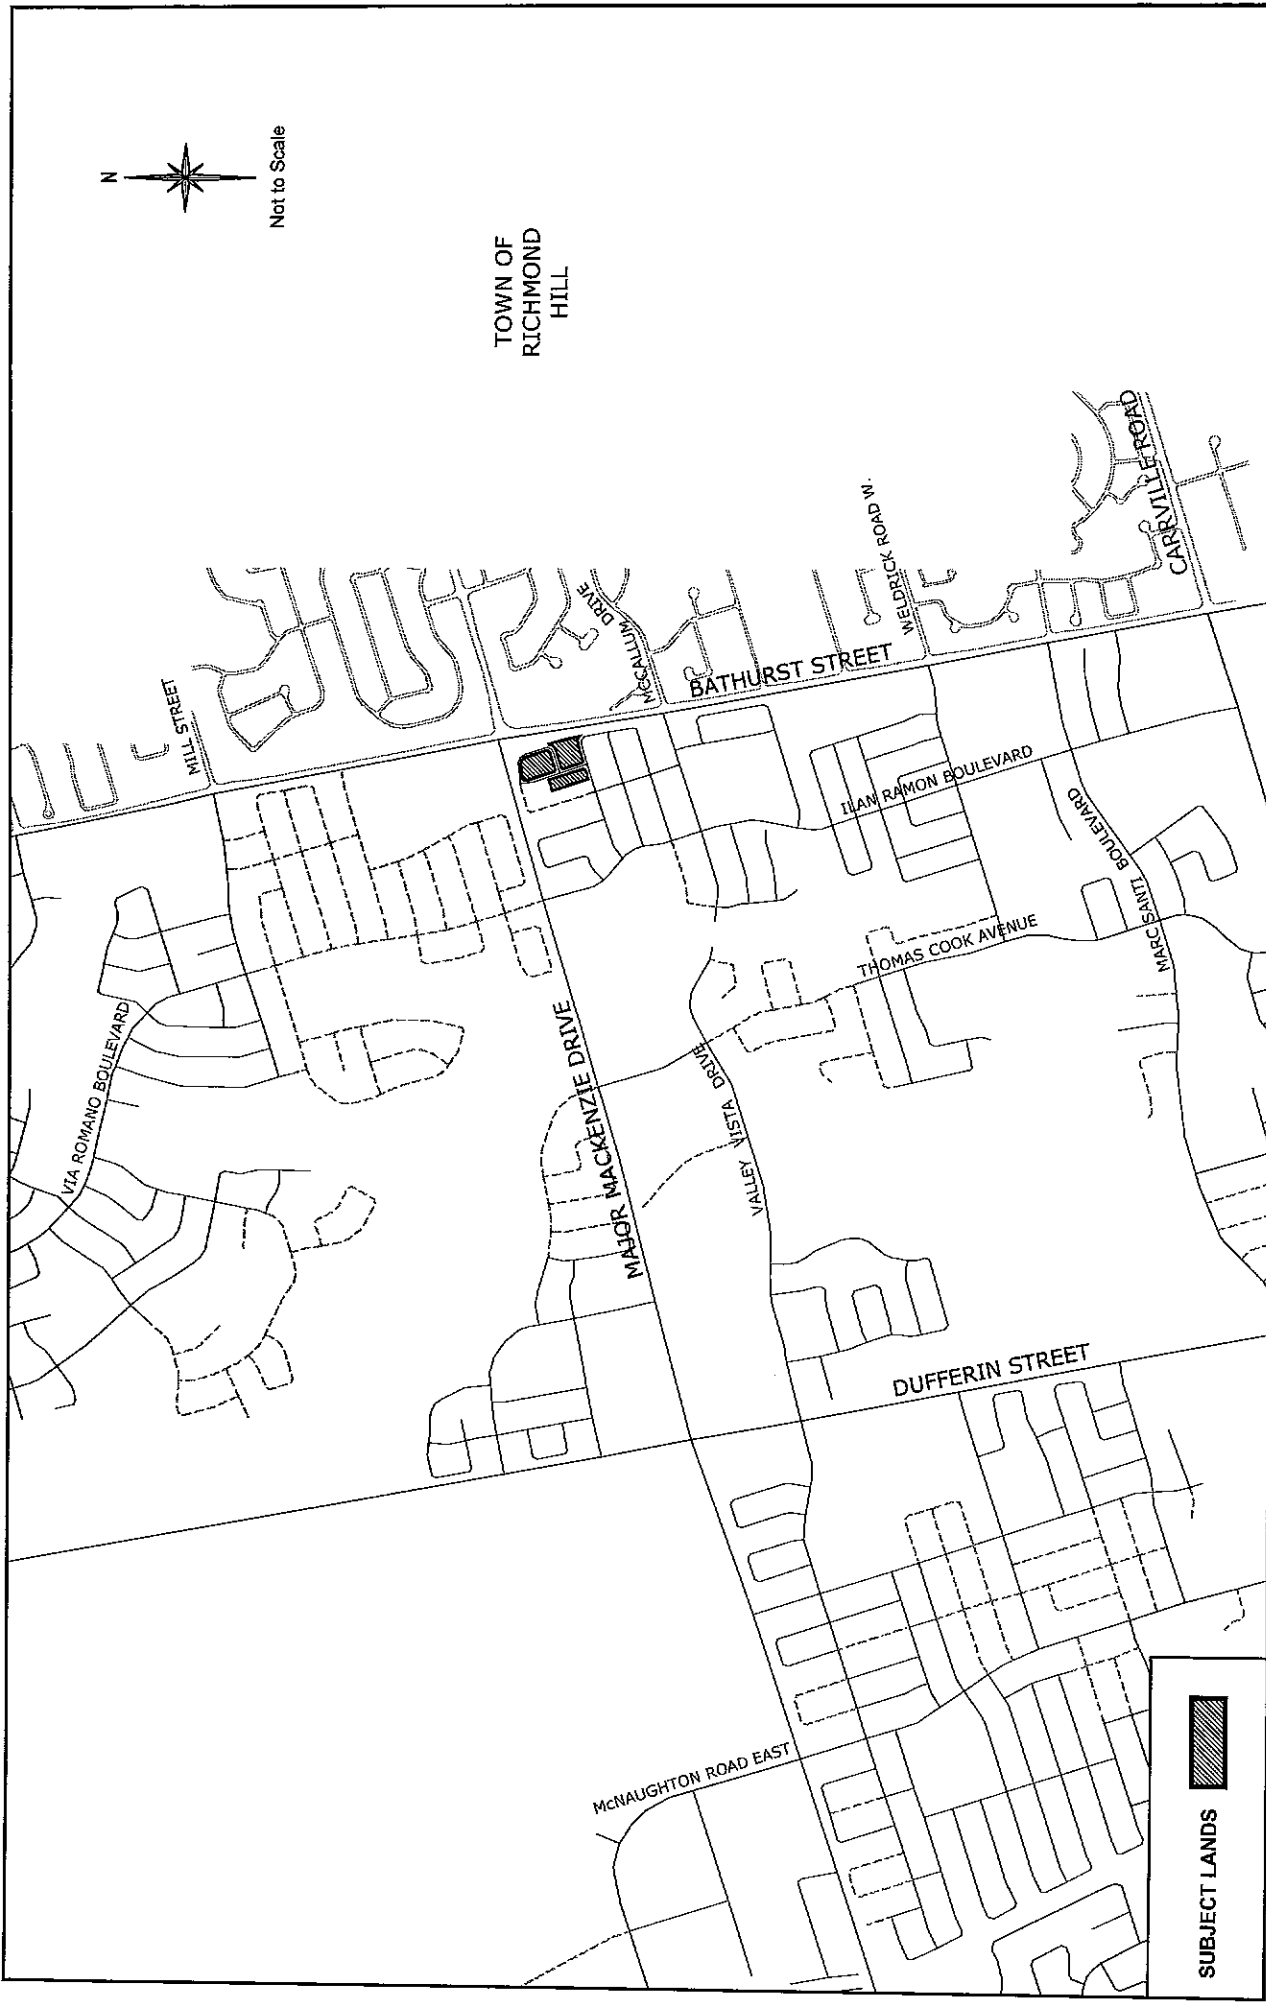 N
Not to Scale
TOWN OF
RICHMOND
HILL
MILL STREET
MCCALLUM DRIVE
BATHURST STREET
WELDRICK ROAD W.
CARRVILLE ROAD
ILAN RAMON BOULEVARD
MARC SANTI BOULEVARD
THOMAS COOK AVENUE
VIA ROMANO BOULEVARD
MAJOR MACKENZIE DRIVE
VALLEY VISTA DRIVE
DUFFERIN STREET
McNAUGHTON ROAD EAST
SUBJECT LANDS